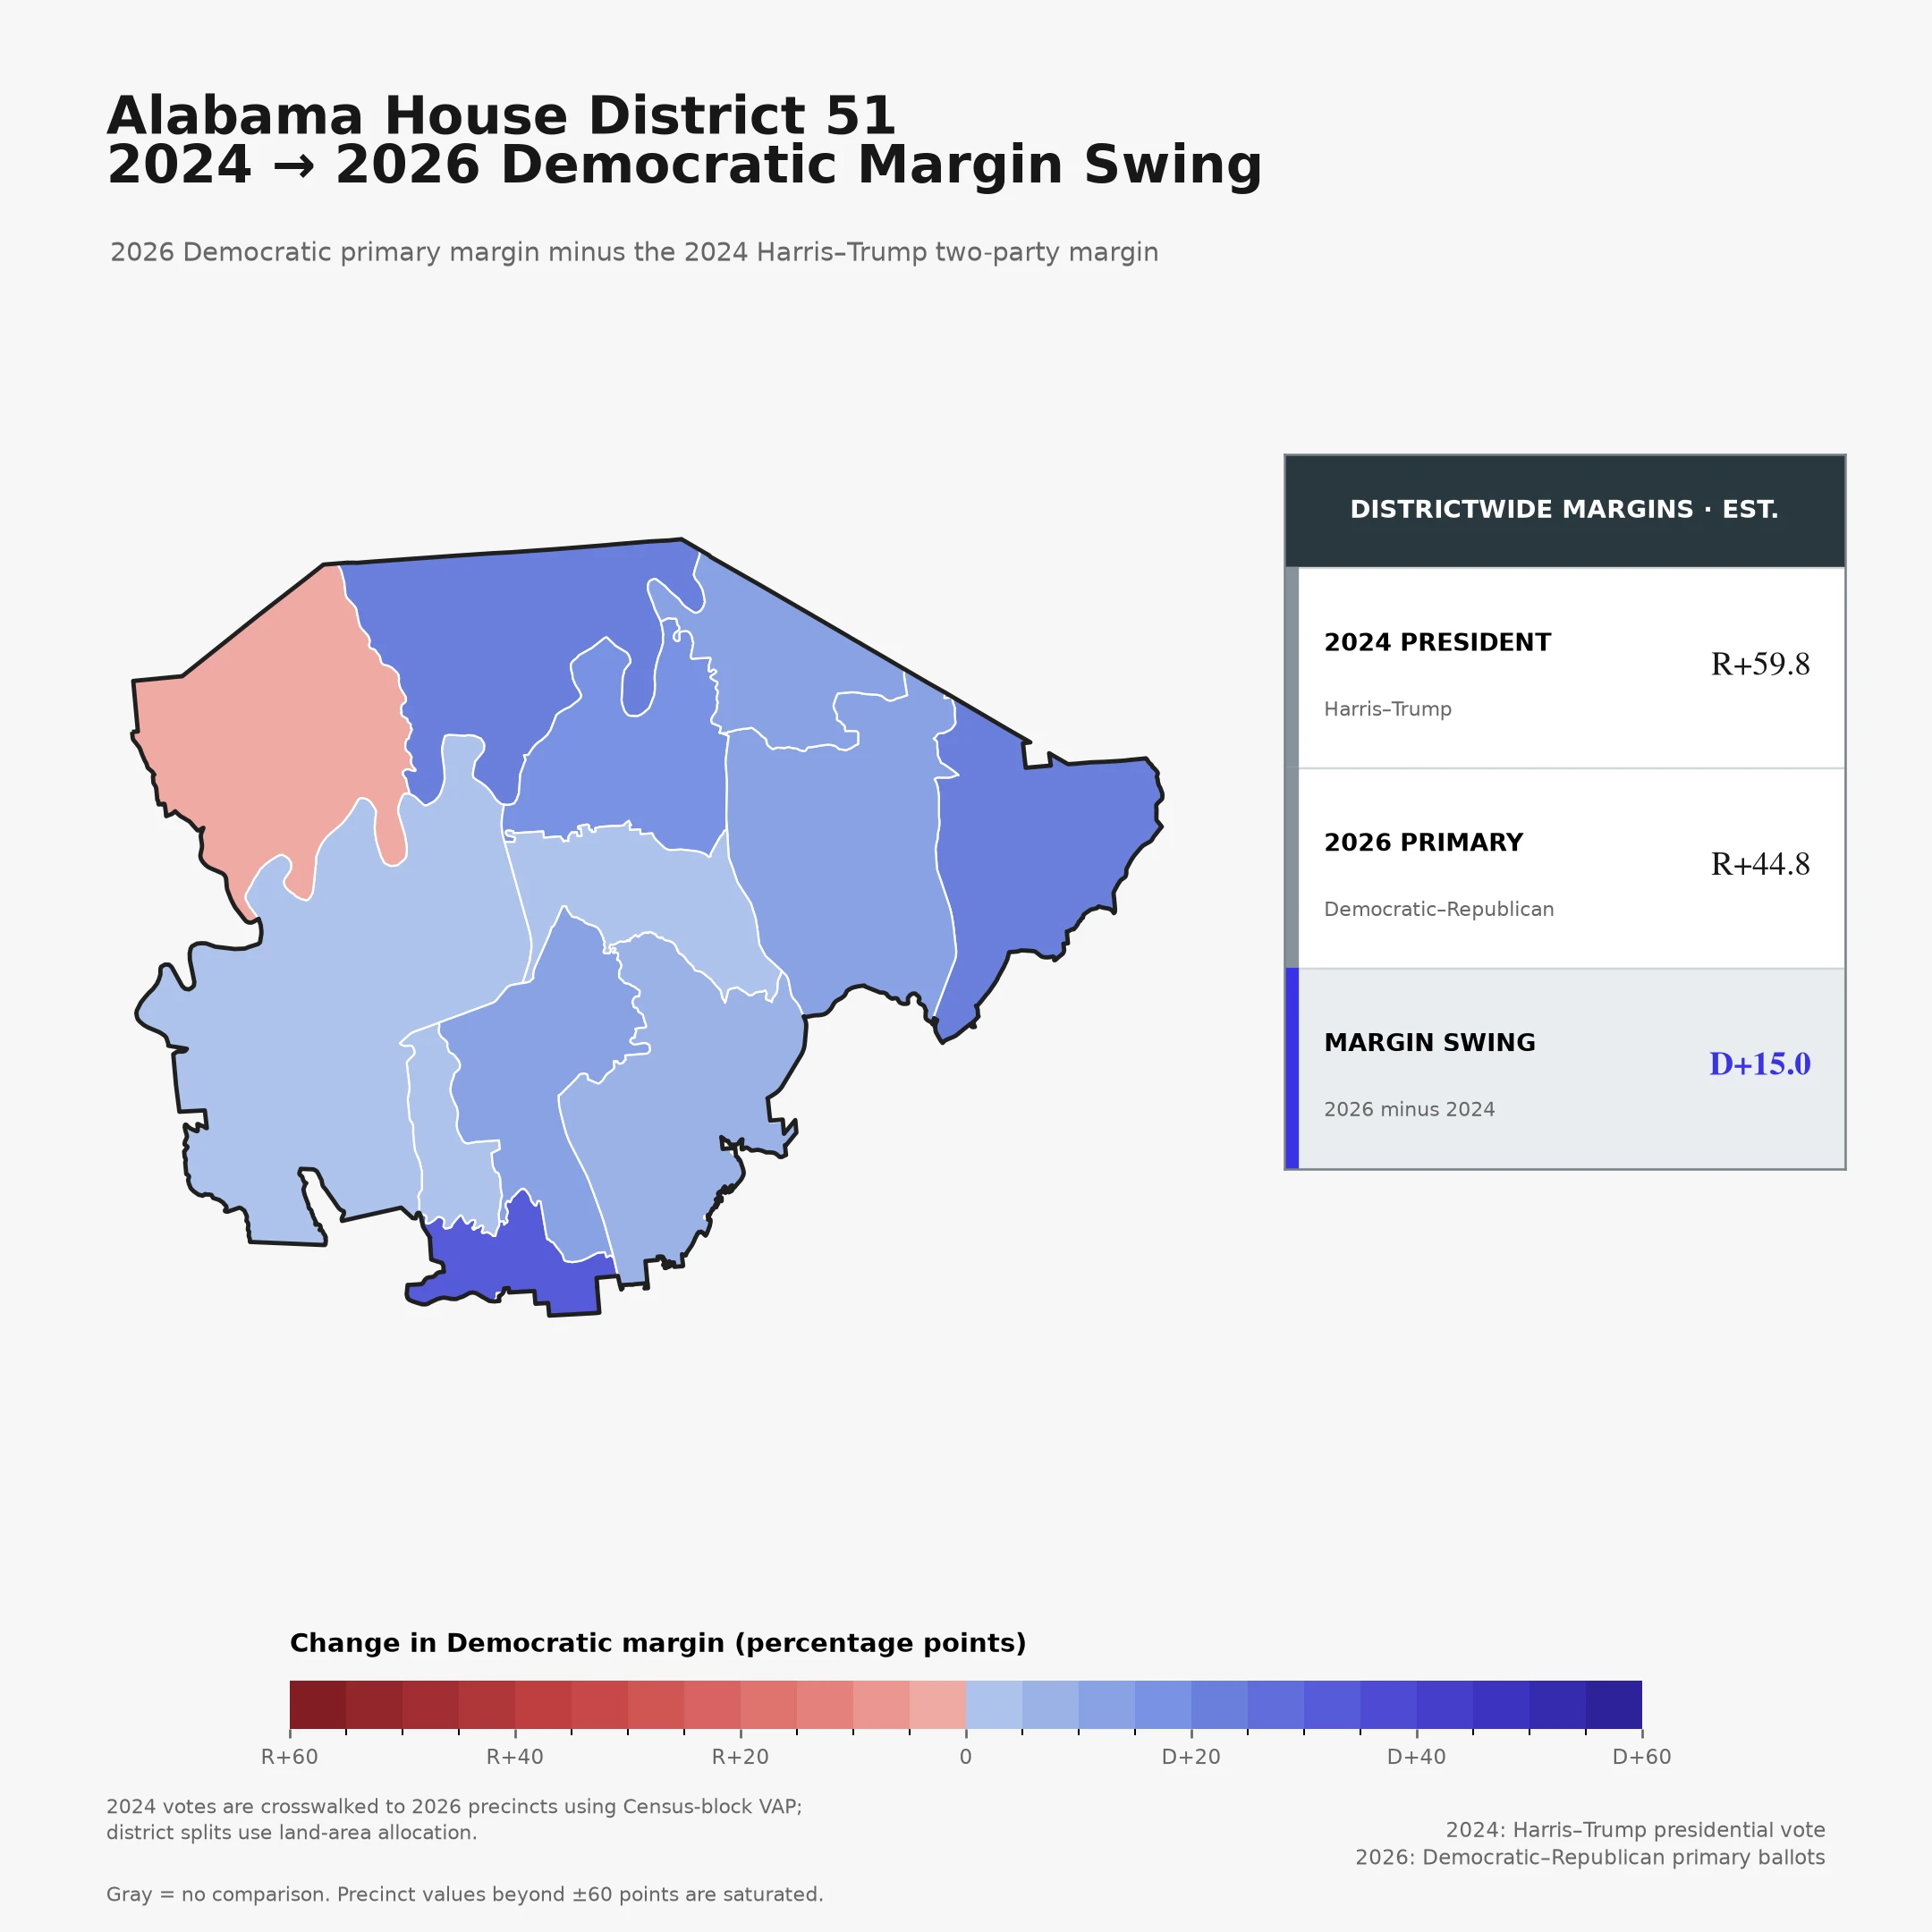 Alabama House District 51
2024 → 2026 Democratic Margin Swing
2026 Democratic primary margin minus the 2024 Harris–Trump two-party margin
DISTRICTWIDE MARGINS · EST.
2024 PRESIDENT
R+59.8
Harris–Trump
2026 PRIMARY
R+44.8
Democratic–Republican
MARGIN SWING
D+15.0
2026 minus 2024
Change in Democratic margin (percentage points)
R+60 R+40 R+20 0 D+20 D+40 D+60
2024 votes are crosswalked to 2026 precincts using Census-block VAP;
district splits use land-area allocation.
2024: Harris–Trump presidential vote
2026: Democratic–Republican primary ballots
Gray = no comparison. Precinct values beyond ±60 points are saturated.